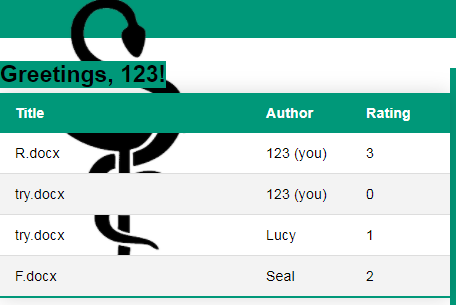 Greetings, 123!
Title Author Rating
R.docx 123 (you) 3
try.docx 123 (you) 0
try.docx Lucy 1
F.docx Seal 2